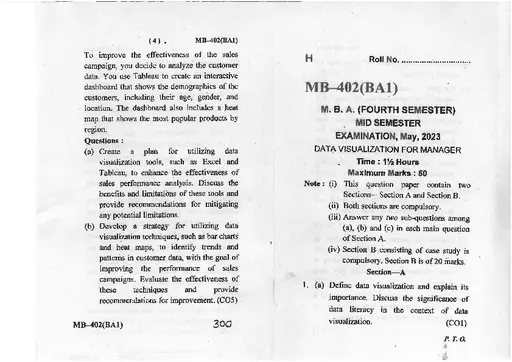 ( 4 ) . MB–402(BA1)
To improve the effectiveness of the sales
campaign, you decide to analyze the customer
data. You use Tableau to create an interactive
dashboard that shows the demographics of the
customers, including their age, gender, and
location. The dashboard also includes a heat
map that shows the most popular products by
region.
Questions :
(a) Create a plan for utilizing data
visualization tools, such as Excel and
Tableau, to enhance the effectiveness of
sales performance analysis. Discuss the
benefits and limitations of these tools and
provide recommendations for mitigating
any potential limitations.
(b) Develop a strategy for utilizing data
visualization techniques, such as bar charts
and heat maps, to identify trends and
patterns in customer data, with the goal of
improving the performance of sales
campaigns. Evaluate the effectiveness of
these techniques and provide
recommendations for improvement. (CO5)
MB–402(BA1) 300
H Roll No. .............................
MB–402(BA1)
M. B. A. (FOURTH SEMESTER)
MID SEMESTER
EXAMINATION, May, 2023
DATA VISUALIZATION FOR MANAGER
Time : 1½ Hours
Maximum Marks : 50
Note : (i) This question paper contains two
Sections—Section A and Section B.
(ii) Both sections are compulsory.
(iii) Answer any two sub-questions among
(a), (b) and (c) in each main question
of Section A.
(iv) Section B consisting of case study is
compulsory. Section B is of 20 marks.
Section—A
1. (a) Define data visualization and explain its
importance. Discuss the significance of
data literacy in the context of data
visualization. (CO1)
P. T. O.